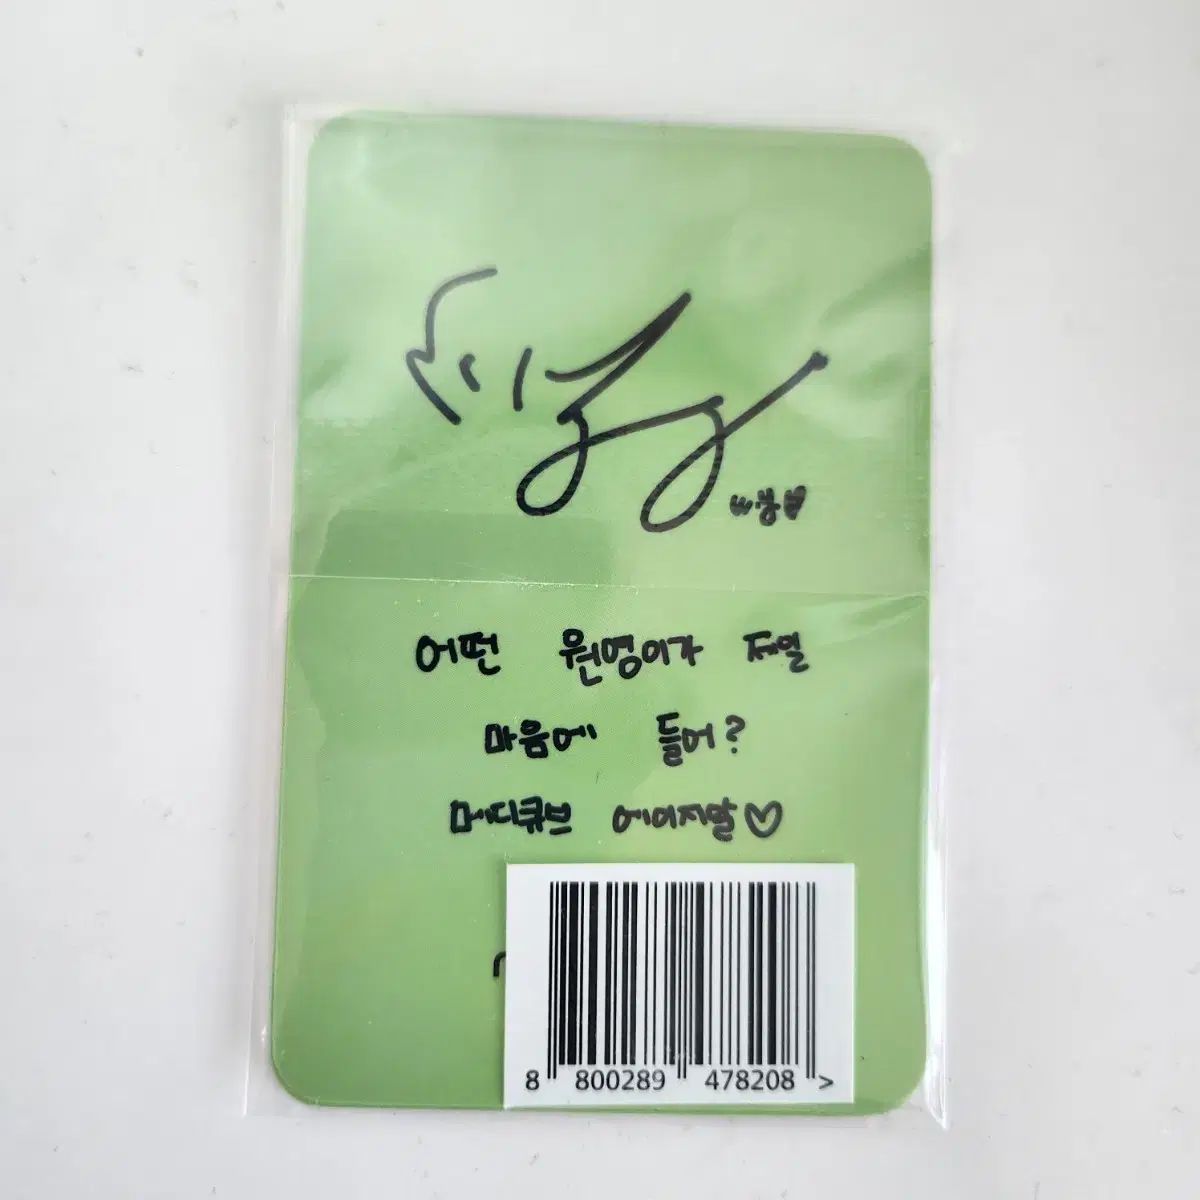 어떤 원영이가 제일
마음에 들어?
메디큐브 에이지알♡
8 800289 478208 >